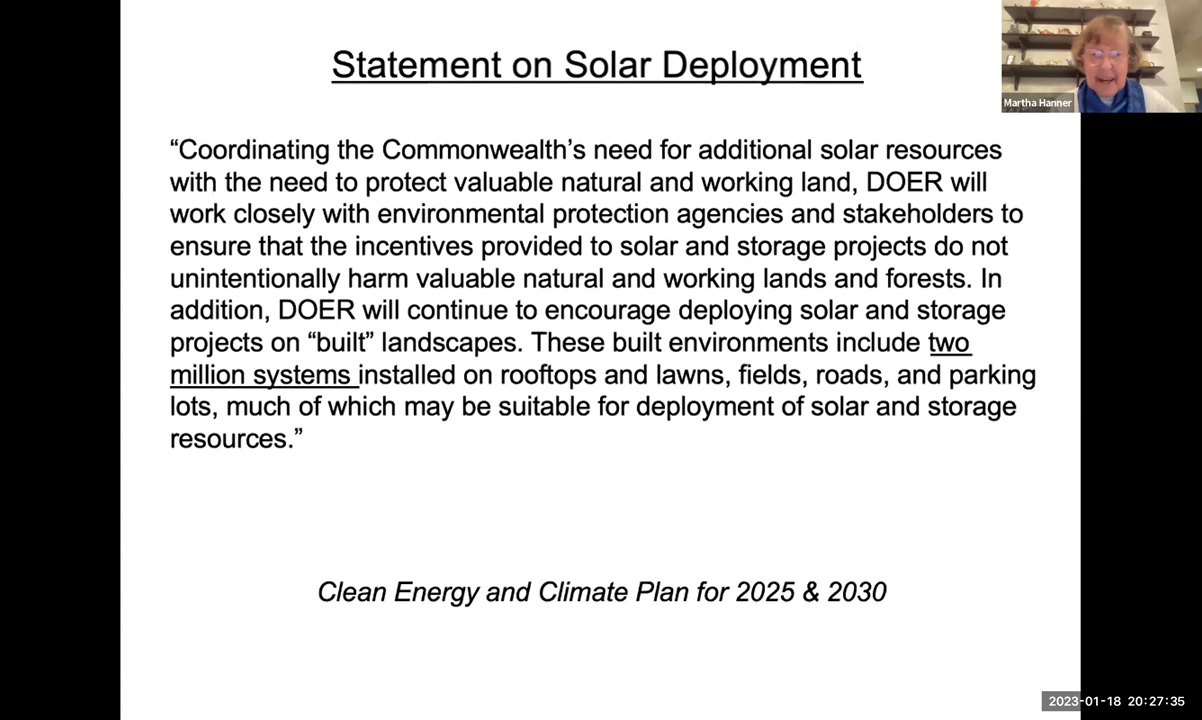 Statement on Solar Deployment
Martha Hanner
“Coordinating the Commonwealth’s need for additional solar resources
with the need to protect valuable natural and working land, DOER will
work closely with environmental protection agencies and stakeholders to
ensure that the incentives provided to solar and storage projects do not
unintentionally harm valuable natural and working lands and forests. In
addition, DOER will continue to encourage deploying solar and storage
projects on “built” landscapes. These built environments include two
million systems installed on rooftops and lawns, fields, roads, and parking
lots, much of which may be suitable for deployment of solar and storage
resources.”
Clean Energy and Climate Plan for 2025 & 2030
2023-01-18 20:27:35